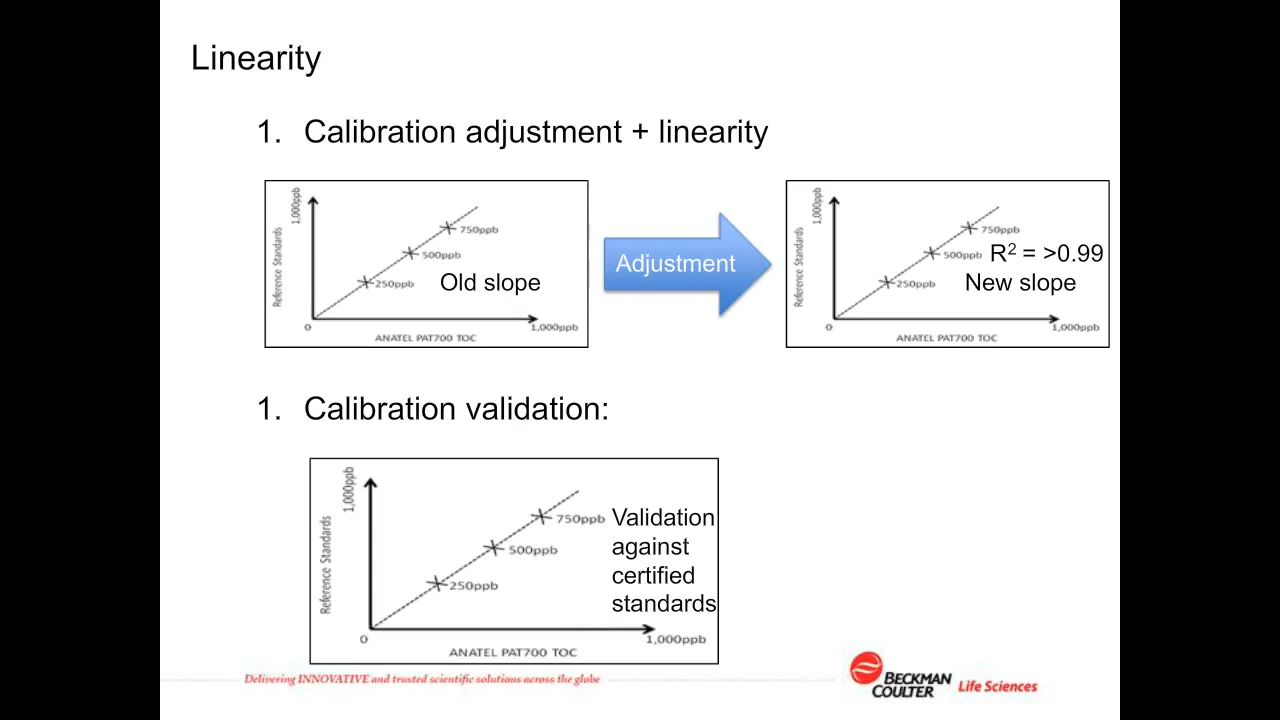 Linearity
1. Calibration adjustment + linearity
1,000ppb
Reference Standards
750ppb
500ppb
250ppb
Old slope
0
1,000ppb
ANATEL PAT700 TOC
Adjustment
1,000ppb
Reference Standards
750ppb
500ppb
R² = >0.99
250ppb
New slope
0
1,000ppb
ANATEL PAT700 TOC
1. Calibration validation:
1,000ppb
Reference Standards
750ppb
500ppb
250ppb
Validation
against
certified
standards
0
1,000ppb
ANATEL PAT700 TOC
Delivering INNOVATIVE and trusted scientific solutions across the globe
BECKMAN
COULTER
Life Sciences